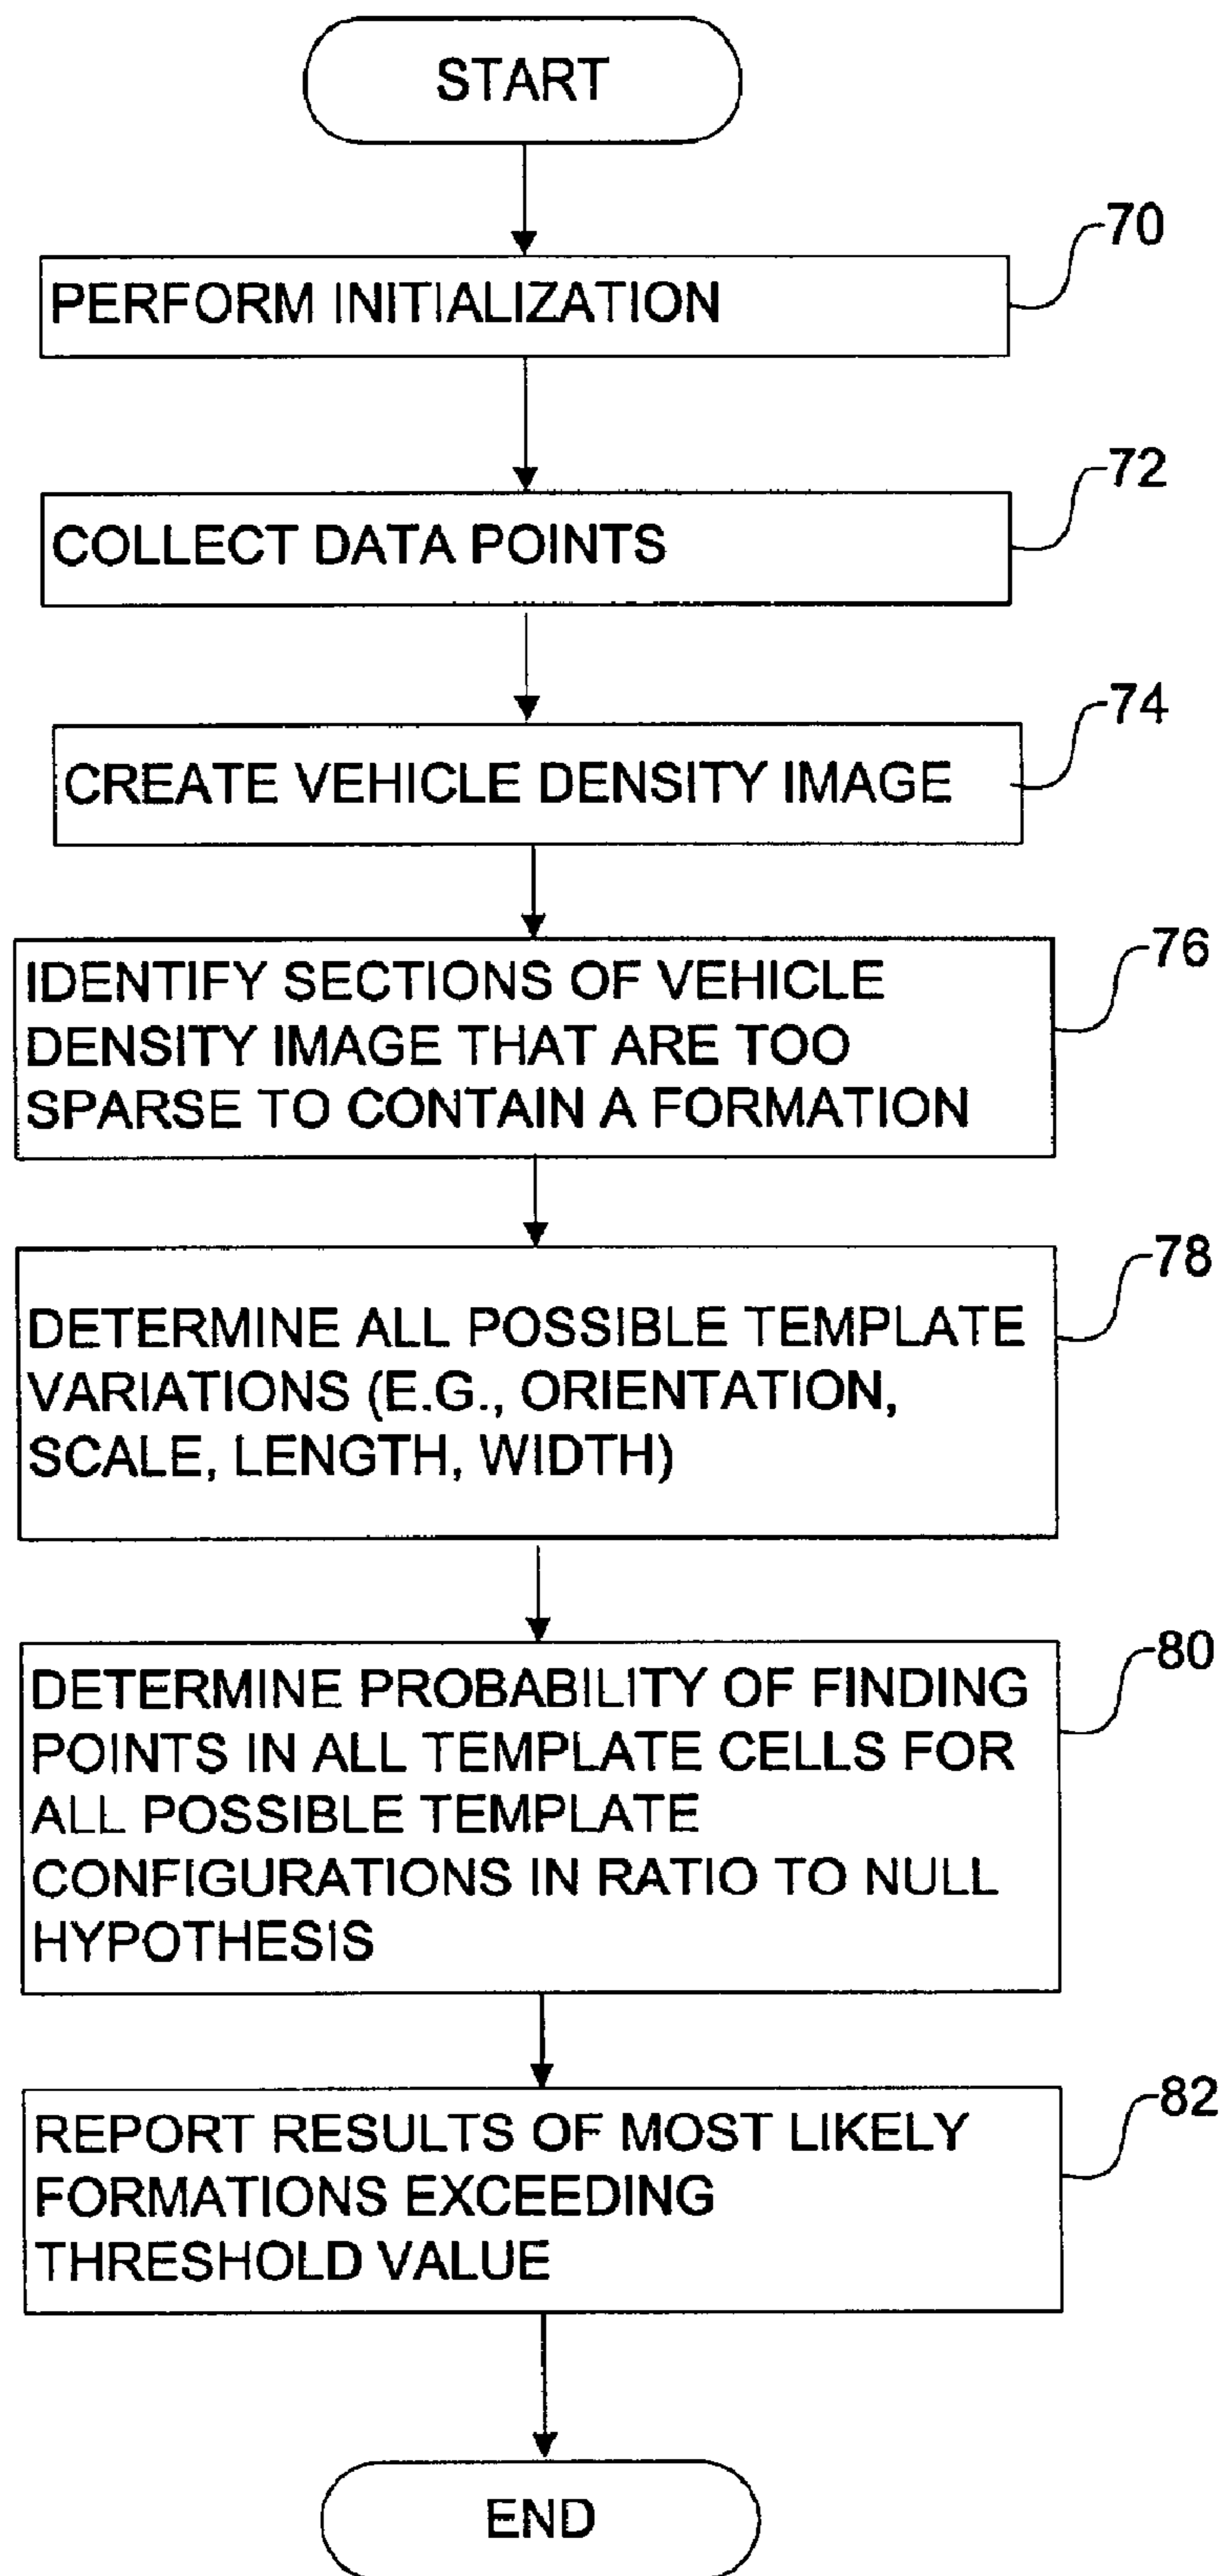 START
70
PERFORM INITIALIZATION
72
COLLECT DATA POINTS
74
CREATE VEHICLE DENSITY IMAGE
76
IDENTIFY SECTIONS OF VEHICLE
DENSITY IMAGE THAT ARE TOO
SPARSE TO CONTAIN A FORMATION
78
DETERMINE ALL POSSIBLE TEMPLATE
VARIATIONS (E.G., ORIENTATION,
SCALE, LENGTH, WIDTH)
80
DETERMINE PROBABILITY OF FINDING
POINTS IN ALL TEMPLATE CELLS FOR
ALL POSSIBLE TEMPLATE
CONFIGURATIONS IN RATIO TO NULL
HYPOTHESIS
82
REPORT RESULTS OF MOST LIKELY
FORMATIONS EXCEEDING
THRESHOLD VALUE
END